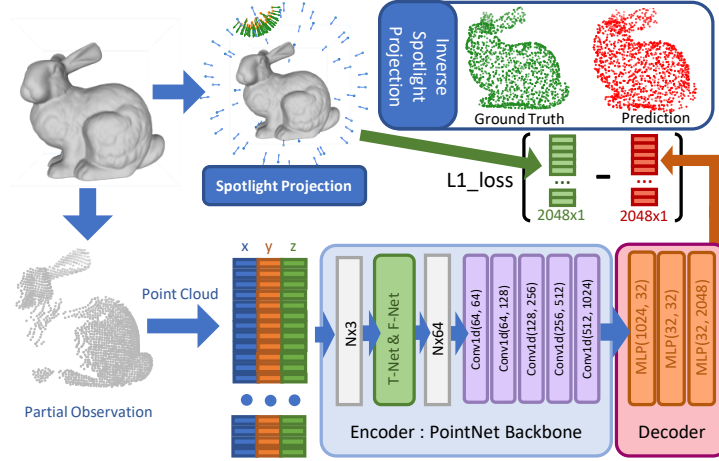 Inverse
Spotlight
Projection
Ground Truth
Prediction
Spotlight Projection
L1_loss
...
...
-
2048x1
2048x1
x y z
Point Cloud
Partial Observation
Nx3
T-Net & F-Net
Nx64
Conv1d(64, 64)
Conv1d(64, 128)
Conv1d(128, 256)
Conv1d(256, 512)
Conv1d(512, 1024)
MLP(1024, 32)
MLP(32, 32)
MLP(32, 2048)
Encoder : PointNet Backbone
Decoder